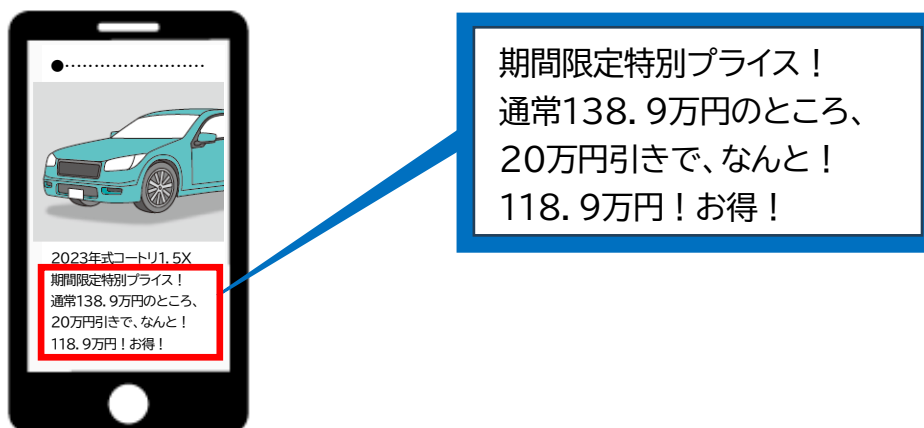 ●‥‥‥‥‥‥‥‥‥‥‥
2023年式コートリ1.5X
期間限定特別プライス！
通常138.9万円のところ、
20万円引きで、なんと！
118.9万円！お得！
期間限定特別プライス！
通常138.9万円のところ、
20万円引きで、なんと！
118.9万円！お得！